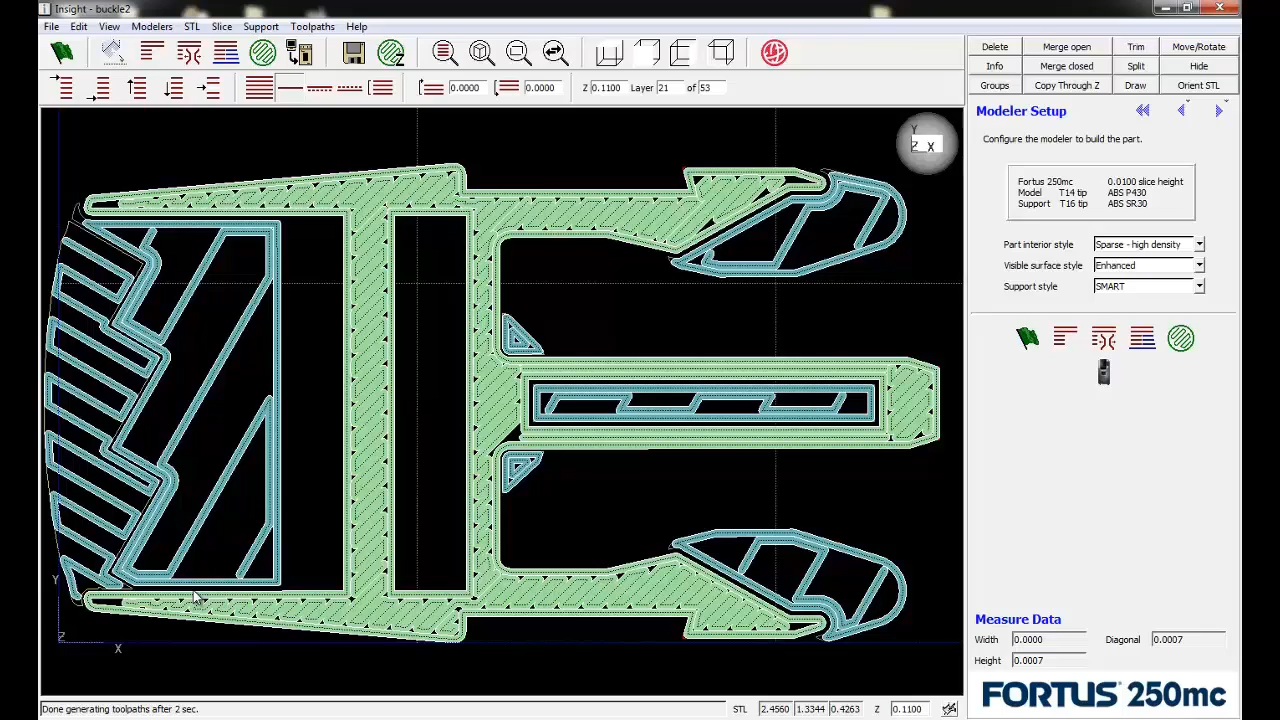 Insight - buckle2
File Edit View Modelers STL Slice Support Toolpaths Help
0.0000 0.0000 Z 0.1100 Layer 21 of 53
Delete Merge open Trim Move/Rotate
Info Merge closed Split Hide
Groups Copy Through Z Draw Orient STL
Modeler Setup
Configure the modeler to build the part.
Fortus 250mc 0.0100 slice height
Model T14 tip ABS P430
Support T16 tip ABS SR30
Part interior style Sparse - high density
Visible surface style Enhanced
Support style SMART
Y
Z X
Y
Z
X
Measure Data
Width 0.0000 Diagonal 0.0007
Height 0.0007
FORTUS 250mc
Done generating toolpaths after 2 sec. STL 2.4560 1.3344 0.4263 Z 0.1100